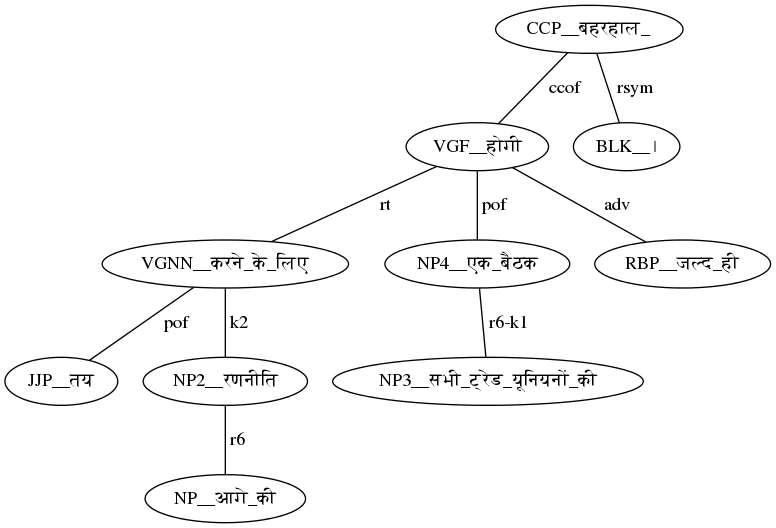 CCP__बहरहाल_
ccof
rsym
VGF__होगी
BLK__।
rt
pof
adv
VGNN__करने_के_लिए
NP4__एक_बैठक
RBP__जल्द_ही
pof
k2
r6-k1
JJP__तय
NP2__रणनीति
NP3__सभी_ट्रेड_यूनियनों_की
r6
NP__आगे_की